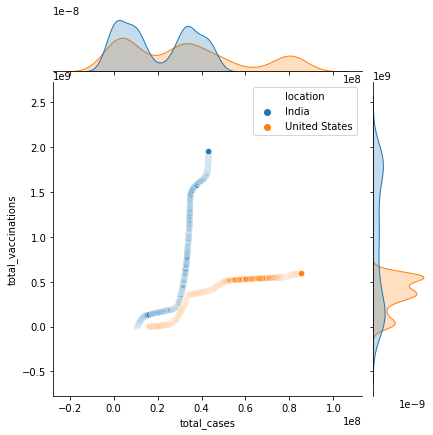 1e−8
1e9
1e8
1e9
location
India
United States
2.5
2.0
1.5
1.0
0.5
0.0
−0.5
total_vaccinations
−0.2 0.0 0.2 0.4 0.6 0.8 1.0
total_cases
1e8
1e−9